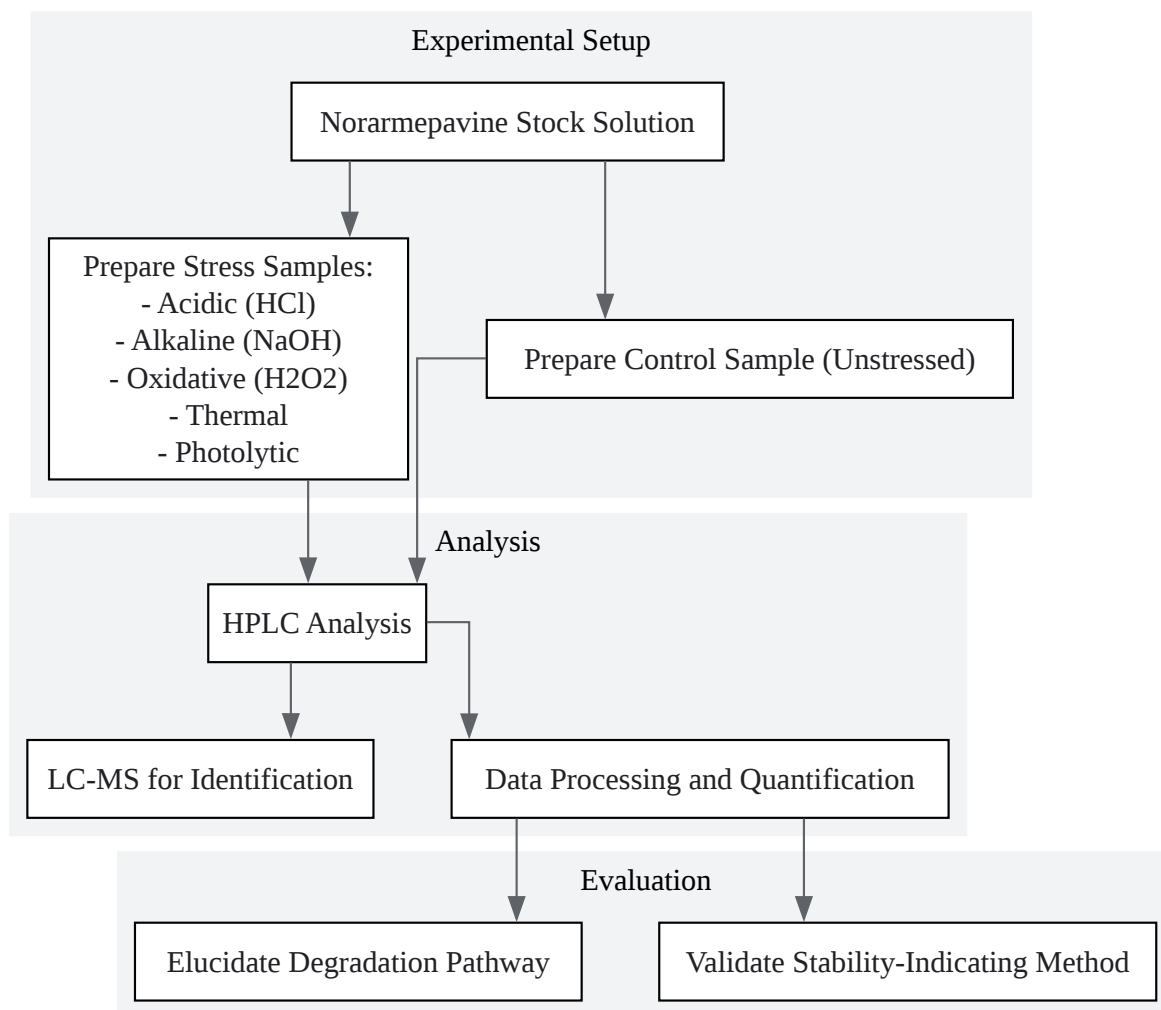 Experimental Setup
Norarmepavine Stock Solution
Prepare Stress Samples:
- Acidic (HCl)
- Alkaline (NaOH)
- Oxidative (H2O2)
- Thermal
- Photolytic
Prepare Control Sample (Unstressed)
Analysis
HPLC Analysis
LC-MS for Identification
Data Processing and Quantification
Evaluation
Elucidate Degradation Pathway
Validate Stability-Indicating Method